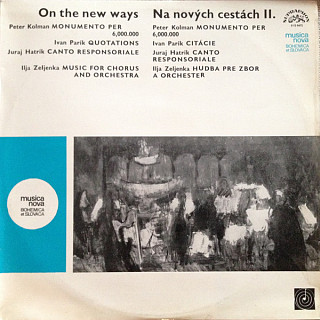 On the new ways
Peter Kolman MONUMENTO PER
6,000.000
Ivan Parík QUOTATIONS
Juraj Hatrík CANTO RESPONSORIALE
Ilja Zeljenka MUSIC FOR CHORUS
AND ORCHESTRA
Na nových cestách II.
Peter Kolman MONUMENTO PER
6,000.000
Ivan Parík CITÁCIE
Juraj Hatrík CANTO
RESPONSORIALE
Ilja Zeljenka HUDBA PRE ZBOR
A ORCHESTER
SUPRAPHON
musica
nova
BOHEMICA
et SLOVACA
musica
nova
BOHEMICA
et SLOVACA